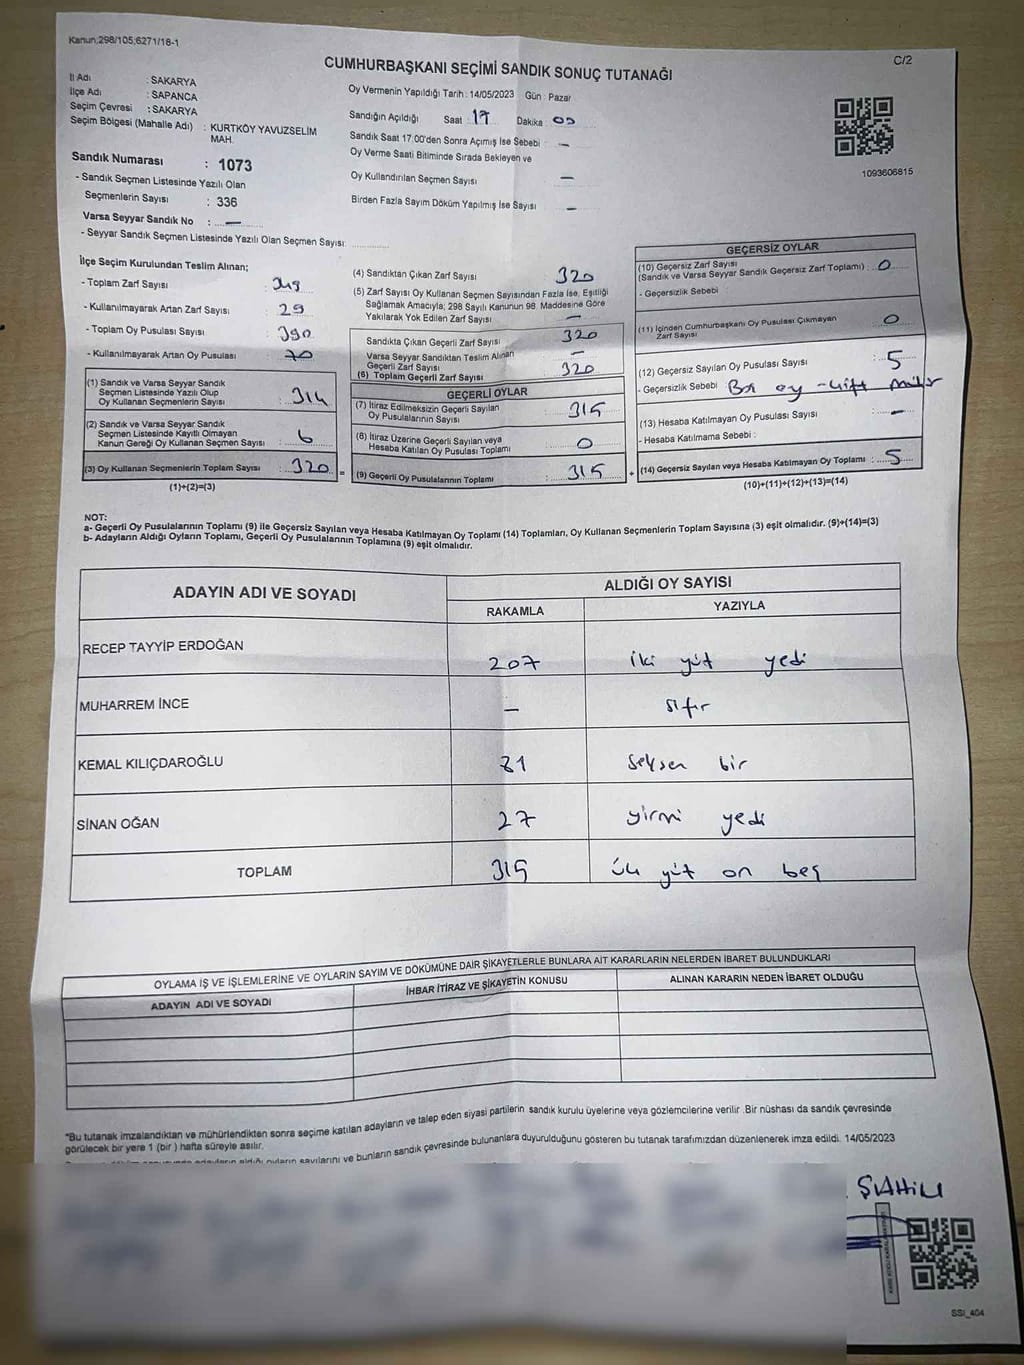 Kanun;298/105;6271/18-1
C/2
CUMHURBAŞKANI SEÇİMİ SANDIK SONUÇ TUTANAĞI
İl Adı : SAKARYA
İlçe Adı : SAPANCA
Seçim Çevresi : SAKARYA
Seçim Bölgesi (Mahalle Adı) : KURTKÖY YAVUZSELİM
MAH.
Sandık Numarası : 1073
- Sandık Seçmen Listesinde Yazılı Olan
Seçmenlerin Sayısı : 336
Varsa Seyyar Sandık No : —
- Seyyar Sandık Seçmen Listesinde Yazılı Olan Seçmen Sayısı:
Oy Vermenin Yapıldığı Tarih : 14/05/2023 Gün : Pazar
Sandığın Açıldığı Saat 17 Dakika 05
Sandık Saat 17:00'den Sonra Açımış İse Sebebi : —
Oy Verme Saati Bitiminde Sırada Bekleyen ve
Oy Kullandırılan Seçmen Sayısı —
Birden Fazla Sayım Döküm Yapılmış İse Sayısı —
1093606815
İlçe Seçim Kurulundan Teslim Alınan;
- Toplam Zarf Sayısı : 349
- Kullanılmayarak Artan Zarf Sayısı : 29
- Toplam Oy Pusulası Sayısı : 390
- Kullanılmayarak Artan Oy Pusulası : 70
(1) Sandık ve Varsa Seyyar Sandık
Seçmen Listesinde Yazılı Olup
Oy Kullanan Seçmenlerin Sayısı : 314
(2) Sandık ve Varsa Seyyar Sandık
Seçmen Listesinde Kayıtlı Olmayan
Kanun Gereği Oy Kullanan Seçmen Sayısı : 6
(3) Oy Kullanan Seçmenlerin Toplam Sayısı : 320 =
(1)+(2)=(3)
(4) Sandıktan Çıkan Zarf Sayısı : 320
(5) Zarf Sayısı Oy Kullanan Seçmen Sayısından Fazla İse, Eşitliği
Sağlamak Amacıyla; 298 Sayılı Kanunun 98. Maddesine Göre
Yakılarak Yok Edilen Zarf Sayısı : —
Sandıkta Çıkan Geçerli Zarf Sayısı : 320
Varsa Seyyar Sandıktan Teslim Alınan
Geçerli Zarf Sayısı : —
(6) Toplam Geçerli Zarf Sayısı : 320
GEÇERLİ OYLAR
(7) İtiraz Edilmeksizin Geçerli Sayılan
Oy Pusulalarının Sayısı : 315
(8) İtiraz Üzerine Geçerli Sayılan veya
Hesaba Katılan Oy Pusulası Toplamı : 0
(9) Geçerli Oy Pusulalarının Toplamı : 315 +
GEÇERSİZ OYLAR
(10) Geçersiz Zarf Sayısı
(Sandık ve Varsa Seyyar Sandık Geçersiz Zarf Toplamı) : 0
- Geçersizlik Sebebi :
(11) İçinden Cumhurbaşkanı Oy Pusulası Çıkmayan
Zarf Sayısı : 0
(12) Geçersiz Sayılan Oy Pusulası Sayısı : 5
- Geçersizlik Sebebi : Boş oy - Çift mühür
(13) Hesaba Katılmayan Oy Pusulası Sayısı : —
- Hesaba Katılmama Sebebi :
(14) Geçersiz Sayılan veya Hesaba Katılmayan Oy Toplamı : 5
(10)+(11)+(12)+(13)=(14)
NOT:
a- Geçerli Oy Pusulalarının Toplamı (9) ile Geçersiz Sayılan veya Hesaba Katılmayan Oy Toplamı (14) Toplamları, Oy Kullanan Seçmenlerin Toplam Sayısına (3) eşit olmalıdır. (9)+(14)=(3)
b- Adayların Aldığı Oyların Toplamı, Geçerli Oy Pusulalarının Toplamına (9) eşit olmalıdır.
ADAYIN ADI VE SOYADI ALDIĞI OY SAYISI
RAKAMLA YAZIYLA
RECEP TAYYİP ERDOĞAN 207 iki yüz yedi
MUHARREM İNCE — sıfır
KEMAL KILIÇDAROĞLU 81 seksen bir
SİNAN OĞAN 27 yirmi yedi
TOPLAM 315 üç yüz on beş
OYLAMA İŞ VE İŞLEMLERİNE VE OYLARIN SAYIM VE DÖKÜMÜNE DAİR ŞİKAYETLERLE BUNLARA AİT KARARLARIN NELERDEN İBARET BULUNDUKLARI
ADAYIN ADI VE SOYADI İHBAR İTİRAZ VE ŞİKAYETİN KONUSU ALINAN KARARIN NEDEN İBARET OLDUĞU
*Bu tutanak imzalandıktan ve mühürlendikten sonra seçime katılan adayların ve talep eden siyasi partilerin sandık kurulu üyelerine veya gözlemcilerine verilir .Bir nüshası da sandık çevresinde
görülecek bir yere 1 (bir ) hafta süreyle asılır.
adayların aldığı oyların sayılarını ve bunların sandık çevresinde bulunanlara duyurulduğunu gösteren bu tutanak tarafımızdan düzenlenerek imza edildi. 14/05/2023
SSI_404